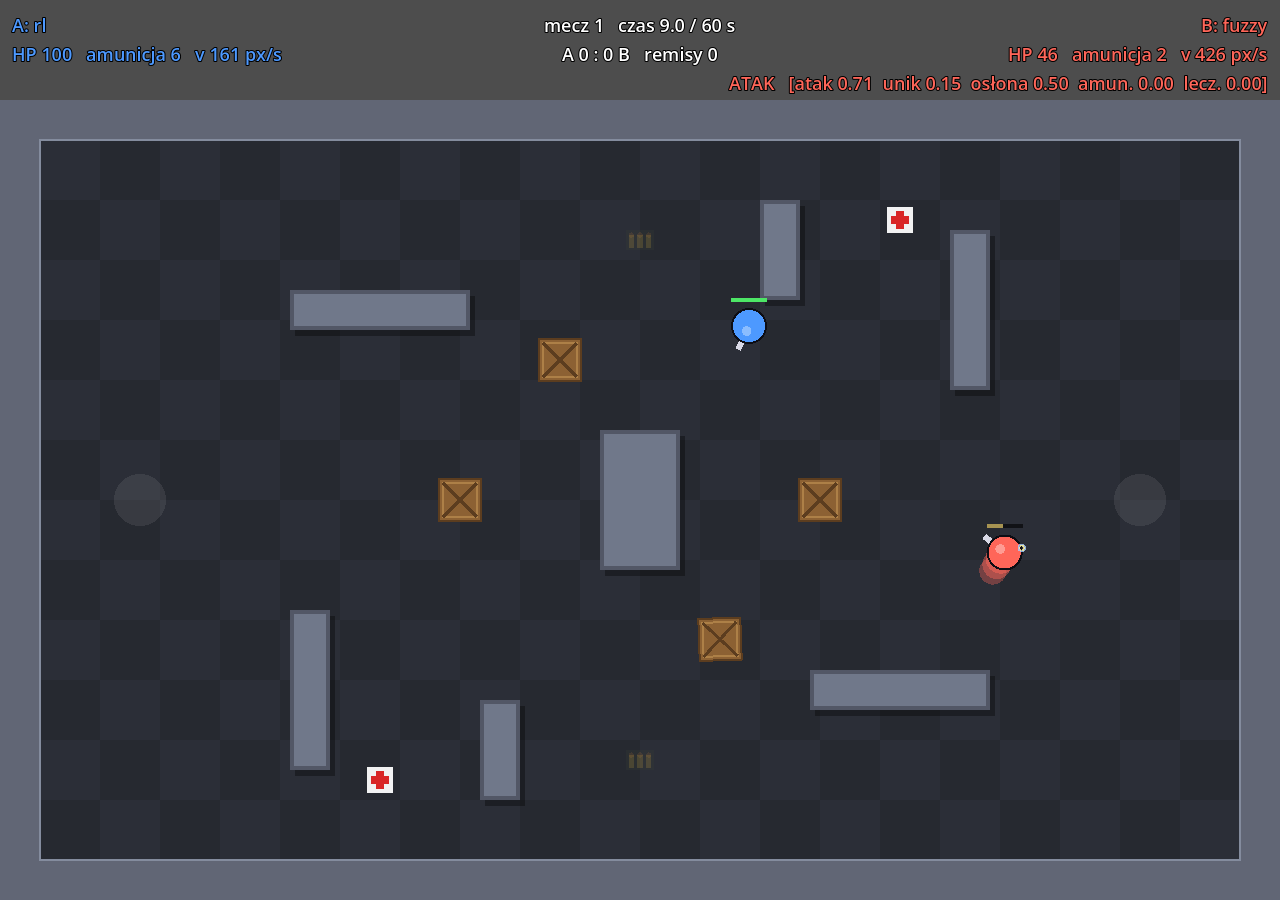 A: rl
HP 100 amunicja 6 v 161 px/s
mecz 1 czas 9.0 / 60 s
A 0 : 0 B remisy 0
B: fuzzy
HP 46 amunicja 2 v 426 px/s
ATAK [atak 0.71 unik 0.15 osłona 0.50 amun. 0.00 lecz. 0.00]